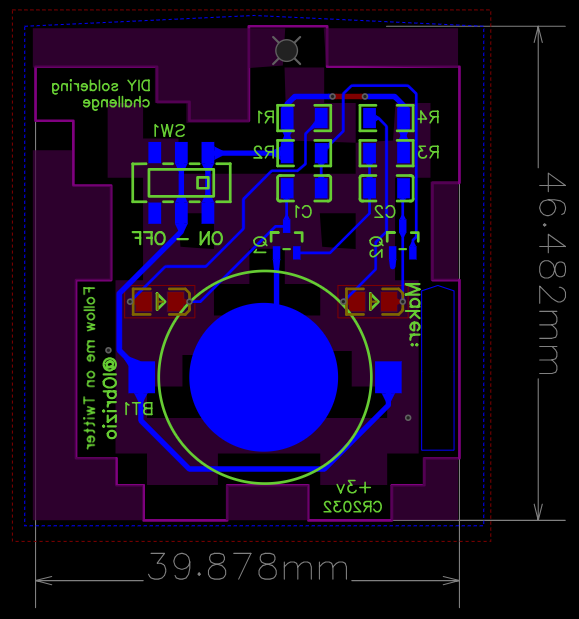 DIY soldering
challenge
SW1
R1
R4
R2
R3
C1
C2
ON - OFF
Q1
Q2
Maker:
Follow me on Twitter
@lObrizio
BT1
+3v
CR2032
46.482mm
39.878mm